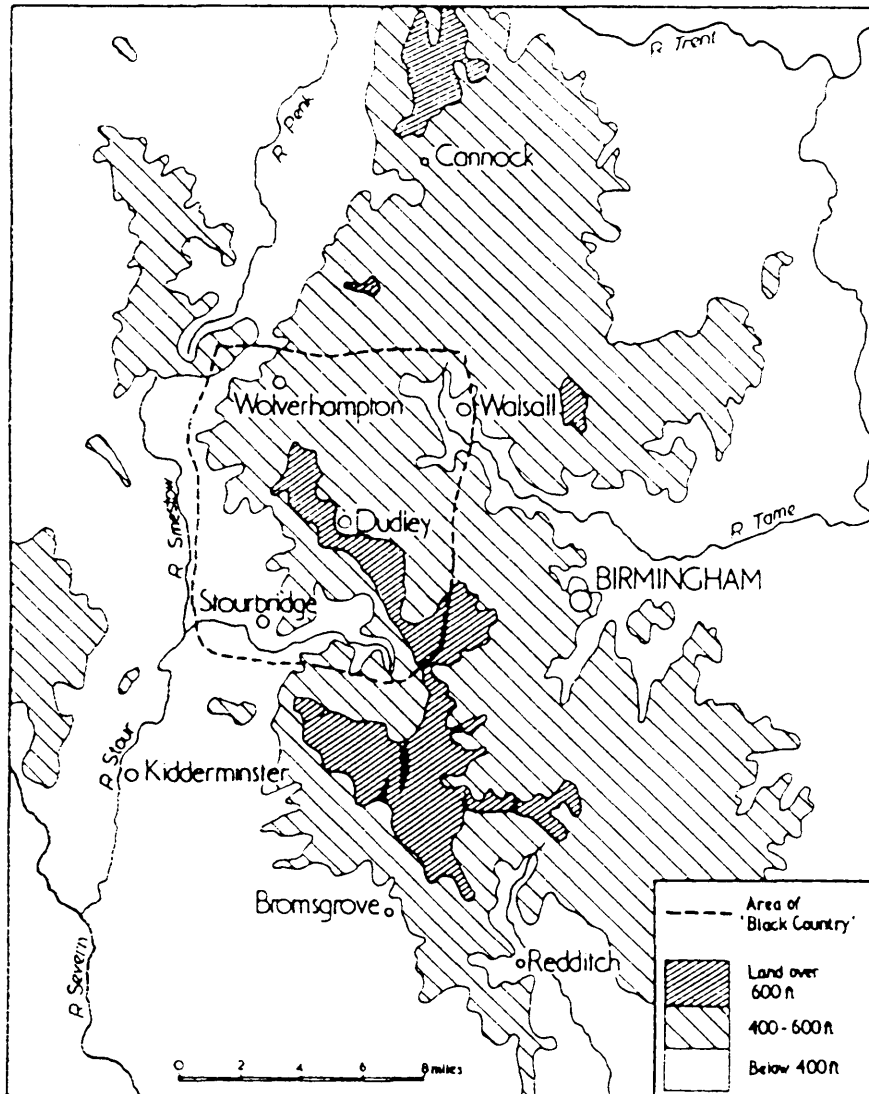 R Trent
R Penk
Cannock
Wolverhampton
Walsall
R Smestow
Dudley
R Tame
BIRMINGHAM
Stourbridge
R Stour
Kidderminster
Bromsgrove
Redditch
R Severn
Area of
'Black Country'
Land over
600 ft
400 - 600 ft
Below 400 ft
0 2 4 6 8 miles